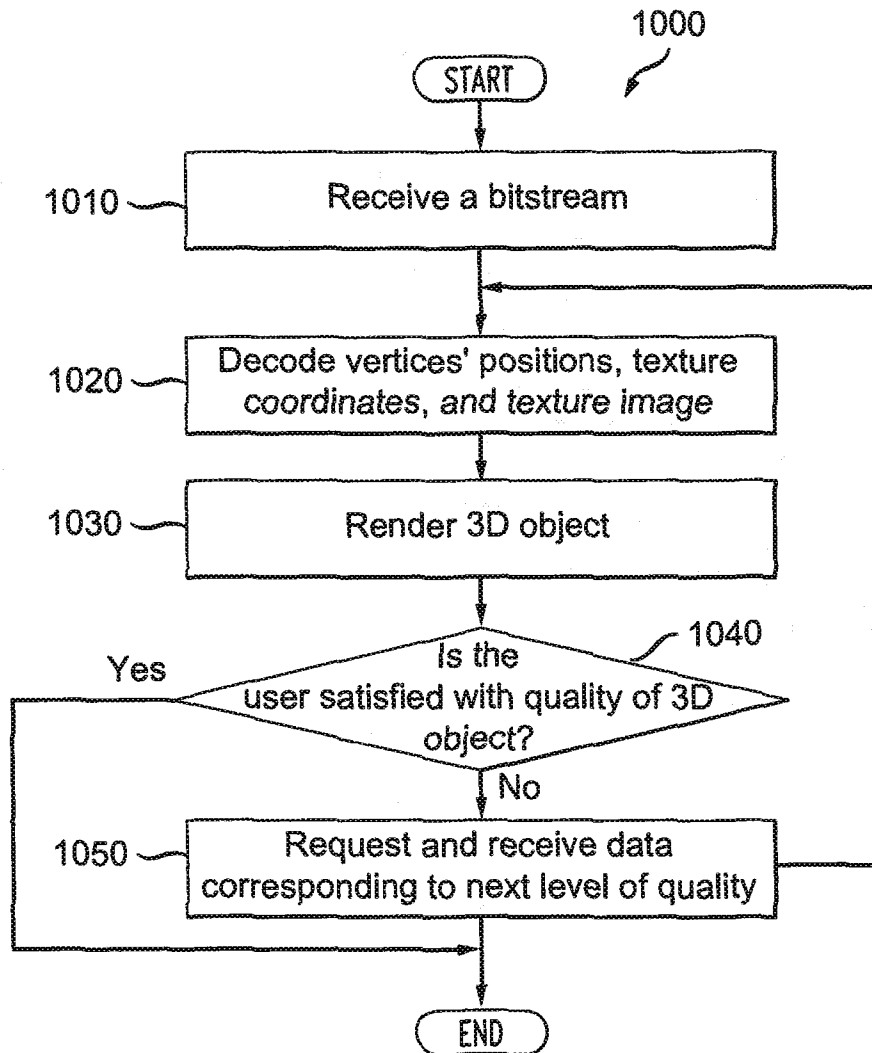 1000
START
1010
Receive a bitstream
1020
Decode vertices' positions, texture
coordinates, and texture image
1030
Render 3D object
1040
Yes
Is the
user satisfied with quality of 3D
object?
No
1050
Request and receive data
corresponding to next level of quality
END